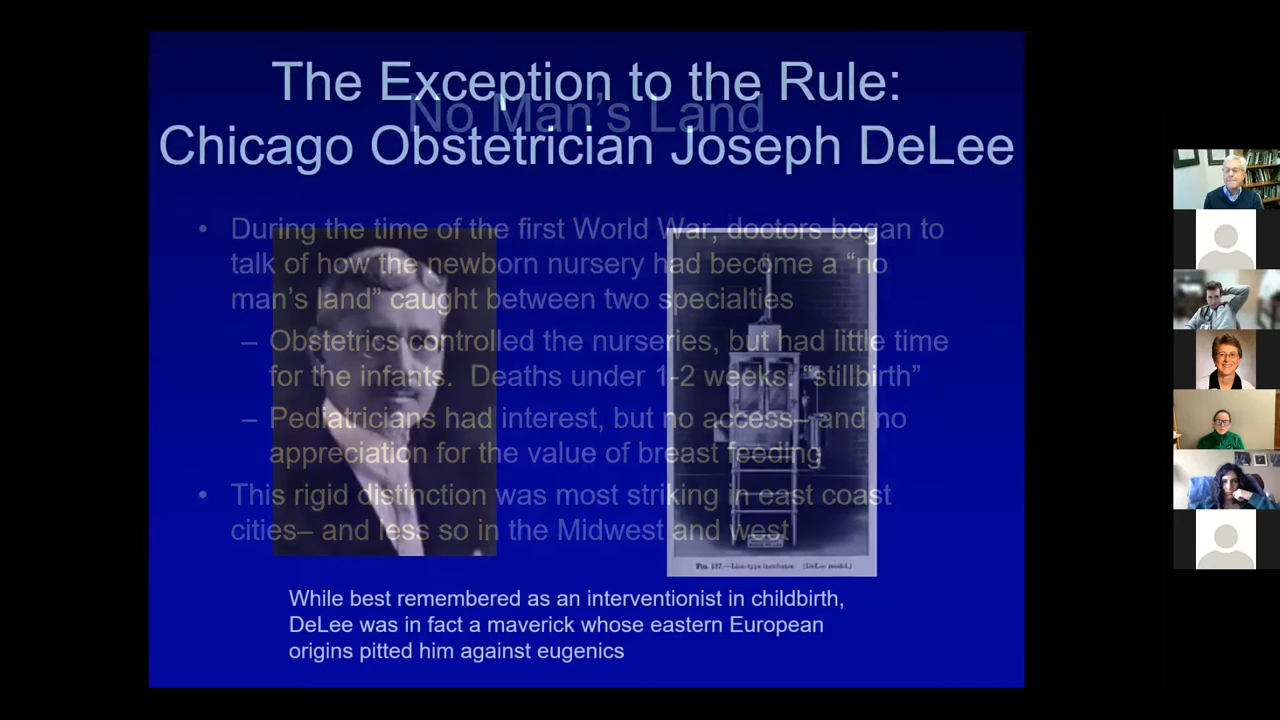 The Exception to the Rule:
No Man's Land
Chicago Obstetrician Joseph DeLee
• During the time of the first World War, doctors began to
talk of how the newborn nursery had become a “no
man's land” caught between two specialties
– Obstetrics controlled the nurseries, but had little time
for the infants. Deaths under 1-2 weeks: “stillbirth”
– Pediatricians had interest, but no access– and no
appreciation for the value of breast feeding
• This rigid distinction was most striking in east coast
cities– and less so in the Midwest and west
(DeLee model.)
While best remembered as an interventionist in childbirth,
DeLee was in fact a maverick whose eastern European
origins pitted him against eugenics